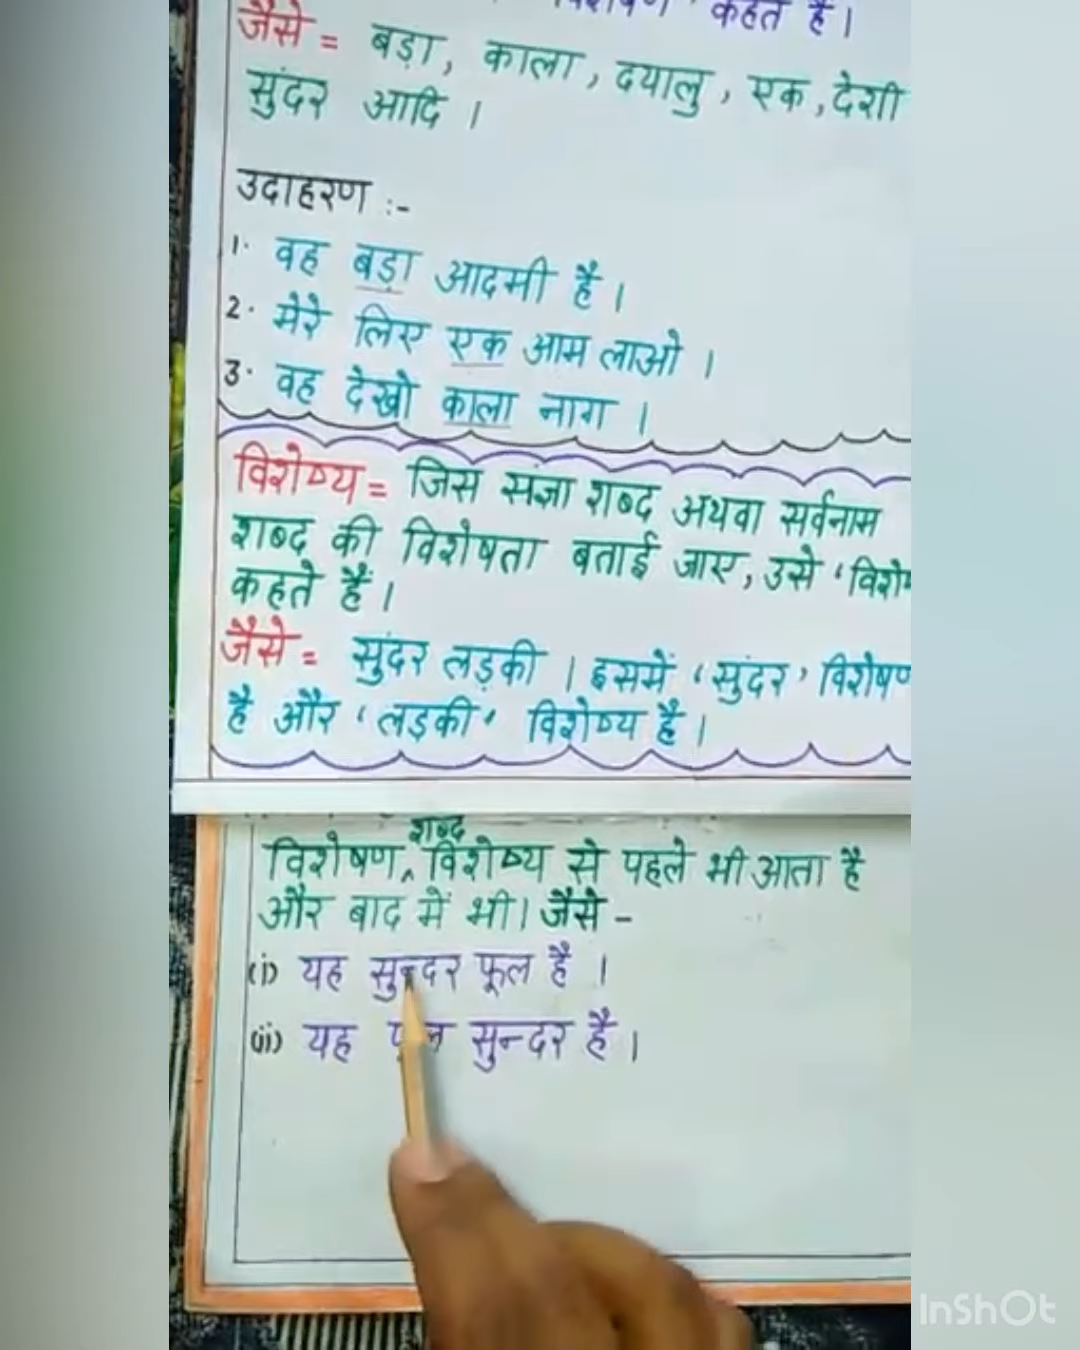 विशेषण ' कहते हैं।
जैसे = बड़ा, काला, दयालु, एक, देशी
सुंदर आदि ।
उदाहरण :-
1. वह बड़ा आदमी है ।
2. मेरे लिए एक आम लाओ ।
3. वह देखो काला नाग ।
विशेष्य = जिस संज्ञा शब्द अथवा सर्वनाम
शब्द की विशेषता बताई जाए, उसे '
कहते हैं ।
जैसे = सुंदर लड़की । इसमें 'सुंदर' विशेषण
है और 'लड़की' विशेष्य है ।
विशेषण शब्द विशेष्य से पहले भी आता है
और बाद में भी। जैसे -
(i) यह सुन्दर फूल है ।
(ii) यह फूल सुन्दर है ।
InShOt